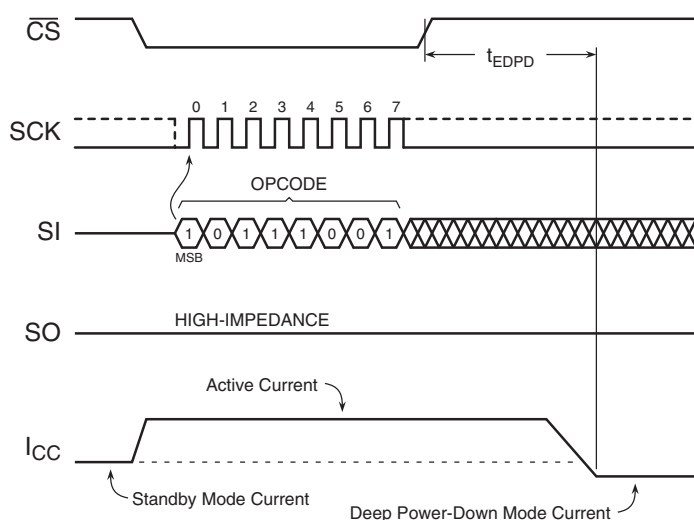 CS
tEDPD
0 1 2 3 4 5 6 7
SCK
OPCODE
SI
1 0 1 1 1 0 0 1
MSB
HIGH-IMPEDANCE
SO
Active Current
ICC
Standby Mode Current
Deep Power-Down Mode Current